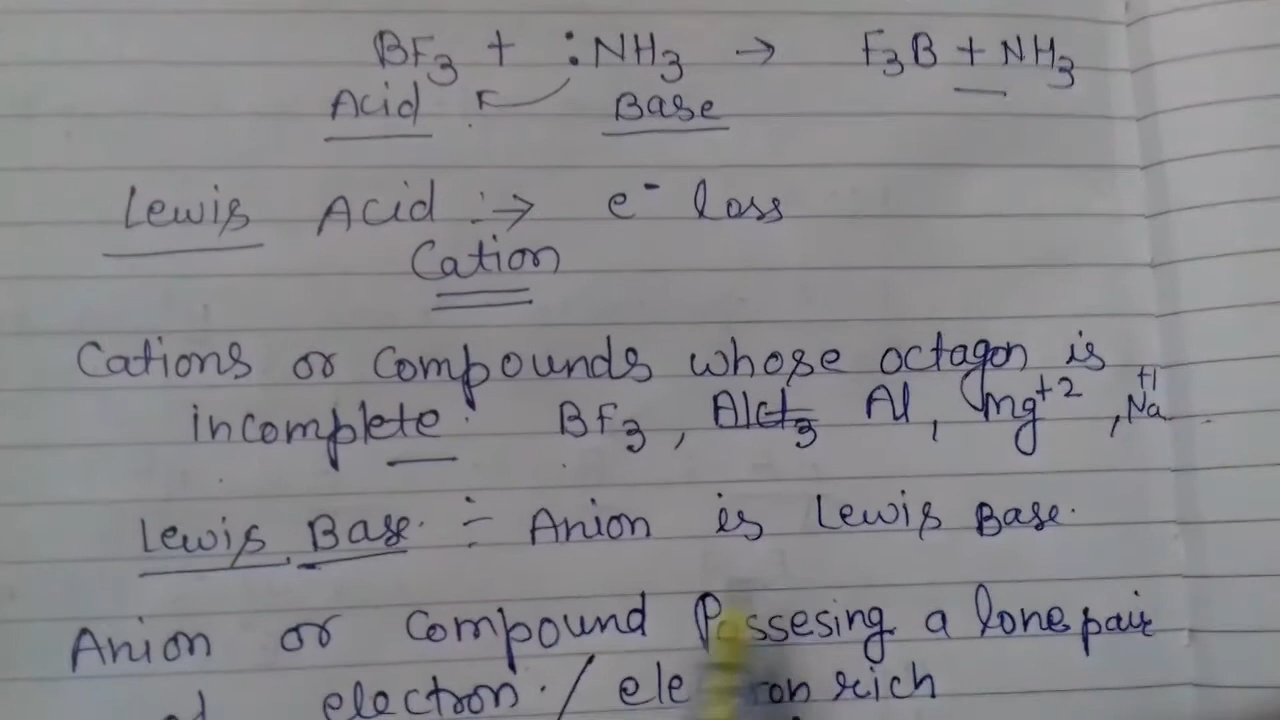 BF3 + :NH3 → F3B + NH3
Acid Base
Lewis Acid :→ e⁻ loss
Cation
Cations or Compounds whose octagon is
incomplete. BF3, AlCl3 Al, mg+2, Na+1
Lewis Base ÷ Anion is Lewis Base.
Anion or Compound Possesing a lone pair
electron. / rich